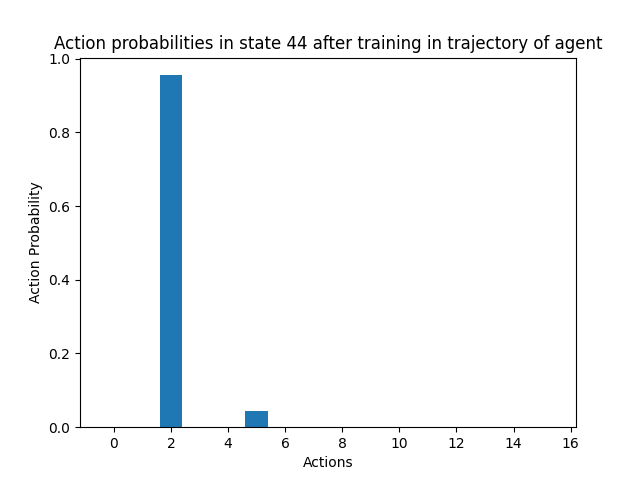 Action probabilities in state 44 after training in trajectory of agent
1.0
0.8
0.6
0.4
0.2
0.0
Action Probability
0 2 4 6 8 10 12 14 16
Actions